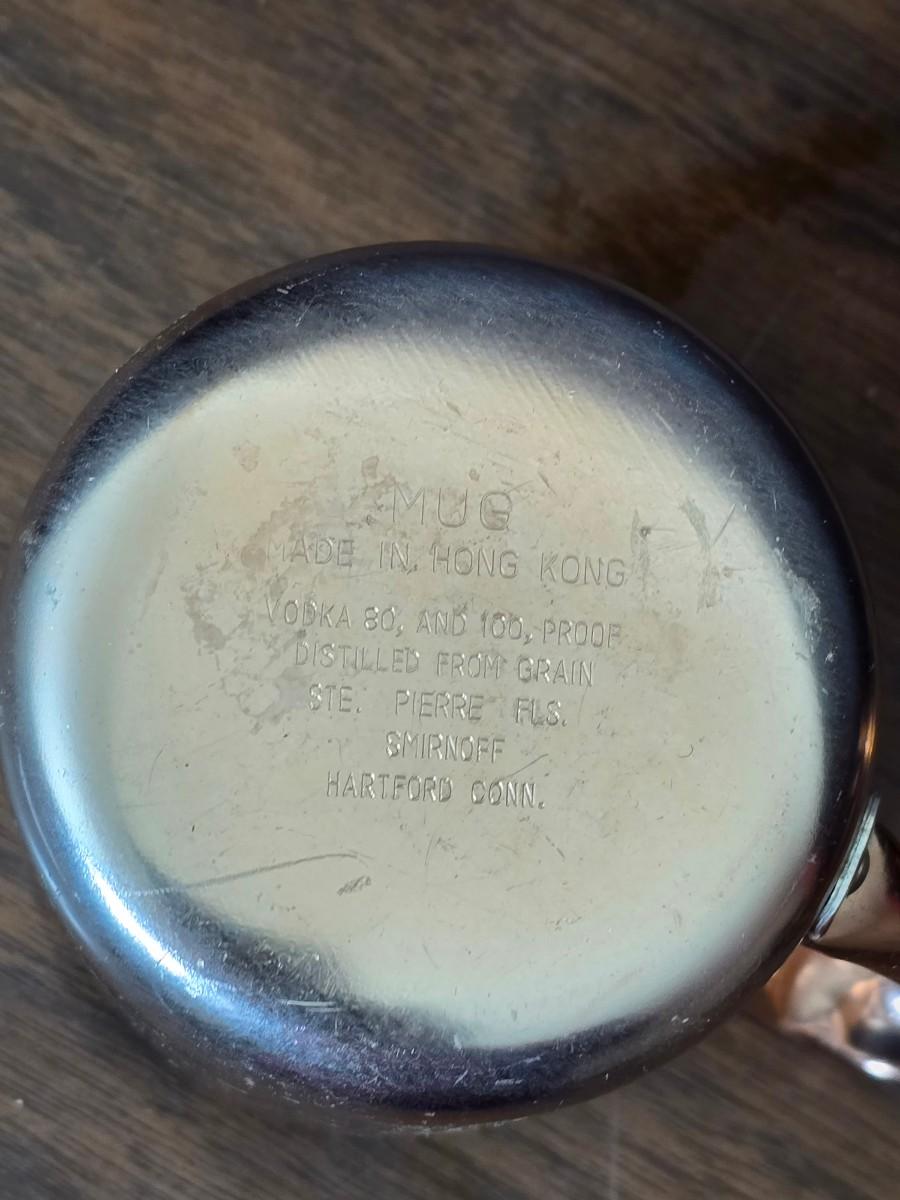 MUG
MADE IN HONG KONG
VODKA 80, AND 100, PROOF
DISTILLED FROM GRAIN
STE. PIERRE FLS.
SMIRNOFF
HARTFORD CONN.